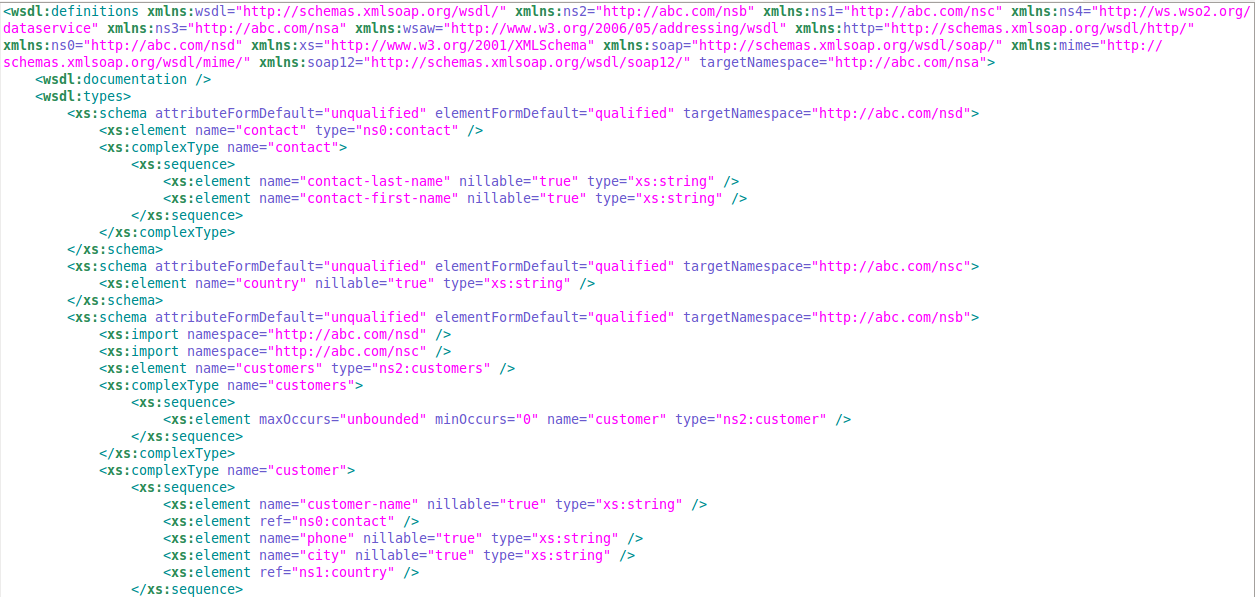 <wsdl:definitions xmlns:wsdl="http://schemas.xmlsoap.org/wsdl/" xmlns:ns2="http://abc.com/nsb" xmlns:ns1="http://abc.com/nsc" xmlns:ns4="http://ws.wso2.org/
dataservice" xmlns:ns3="http://abc.com/nsa" xmlns:wsaw="http://www.w3.org/2006/05/addressing/wsdl" xmlns:http="http://schemas.xmlsoap.org/wsdl/http/"
xmlns:ns0="http://abc.com/nsd" xmlns:xs="http://www.w3.org/2001/XMLSchema" xmlns:soap="http://schemas.xmlsoap.org/wsdl/soap/" xmlns:mime="http://
schemas.xmlsoap.org/wsdl/mime/" xmlns:soap12="http://schemas.xmlsoap.org/wsdl/soap12/" targetNamespace="http://abc.com/nsa">
    <wsdl:documentation />
    <wsdl:types>
        <xs:schema attributeFormDefault="unqualified" elementFormDefault="qualified" targetNamespace="http://abc.com/nsd">
            <xs:element name="contact" type="ns0:contact" />
            <xs:complexType name="contact">
                <xs:sequence>
                    <xs:element name="contact-last-name" nillable="true" type="xs:string" />
                    <xs:element name="contact-first-name" nillable="true" type="xs:string" />
                </xs:sequence>
            </xs:complexType>
        </xs:schema>
        <xs:schema attributeFormDefault="unqualified" elementFormDefault="qualified" targetNamespace="http://abc.com/nsc">
            <xs:element name="country" nillable="true" type="xs:string" />
        </xs:schema>
        <xs:schema attributeFormDefault="unqualified" elementFormDefault="qualified" targetNamespace="http://abc.com/nsb">
            <xs:import namespace="http://abc.com/nsd" />
            <xs:import namespace="http://abc.com/nsc" />
            <xs:element name="customers" type="ns2:customers" />
            <xs:complexType name="customers">
                <xs:sequence>
                    <xs:element maxOccurs="unbounded" minOccurs="0" name="customer" type="ns2:customer" />
                </xs:sequence>
            </xs:complexType>
            <xs:complexType name="customer">
                <xs:sequence>
                    <xs:element name="customer-name" nillable="true" type="xs:string" />
                    <xs:element ref="ns0:contact" />
                    <xs:element name="phone" nillable="true" type="xs:string" />
                    <xs:element name="city" nillable="true" type="xs:string" />
                    <xs:element ref="ns1:country" />
                </xs:sequence>